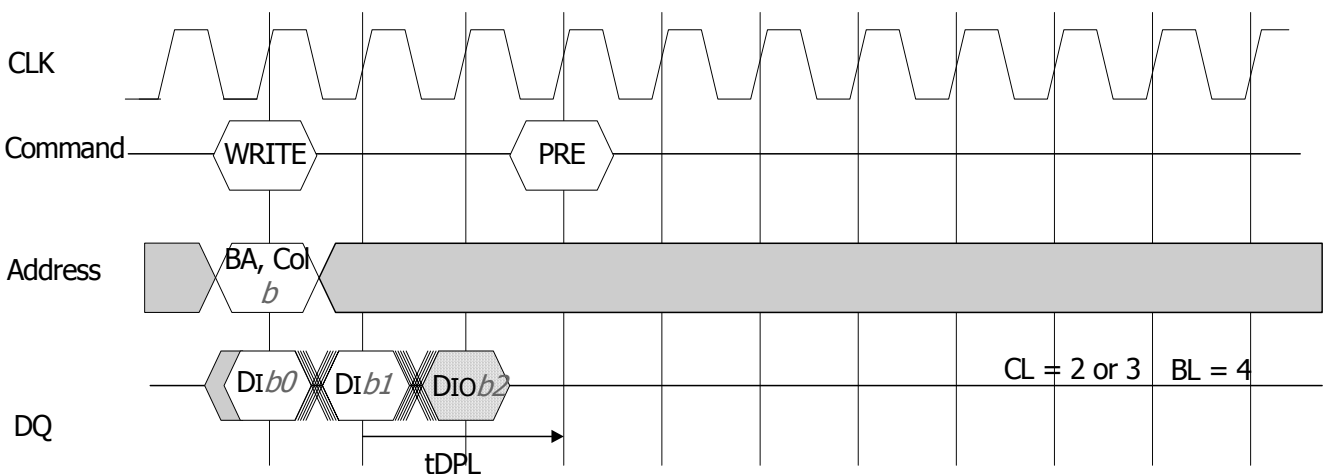 CLK
Command
WRITE
PRE
Address
BA, Col
b
DIb0
DIb1
DIOb2
CL = 2 or 3 BL = 4
DQ
tDPL